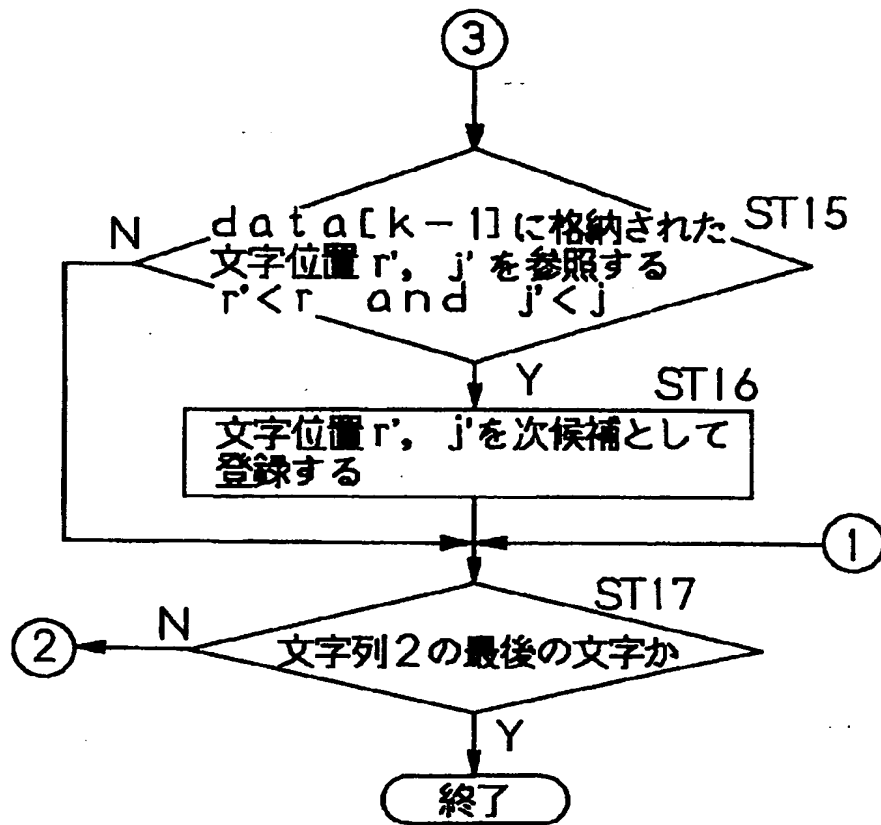 ③
ST15
N
data[k-1]に格納された
文字位置r', j'を参照する
r'<r and j'<j
Y
ST16
文字位置r', j'を次候補として
登録する
①
ST17
N
②
文字列2の最後の文字か
Y
終了